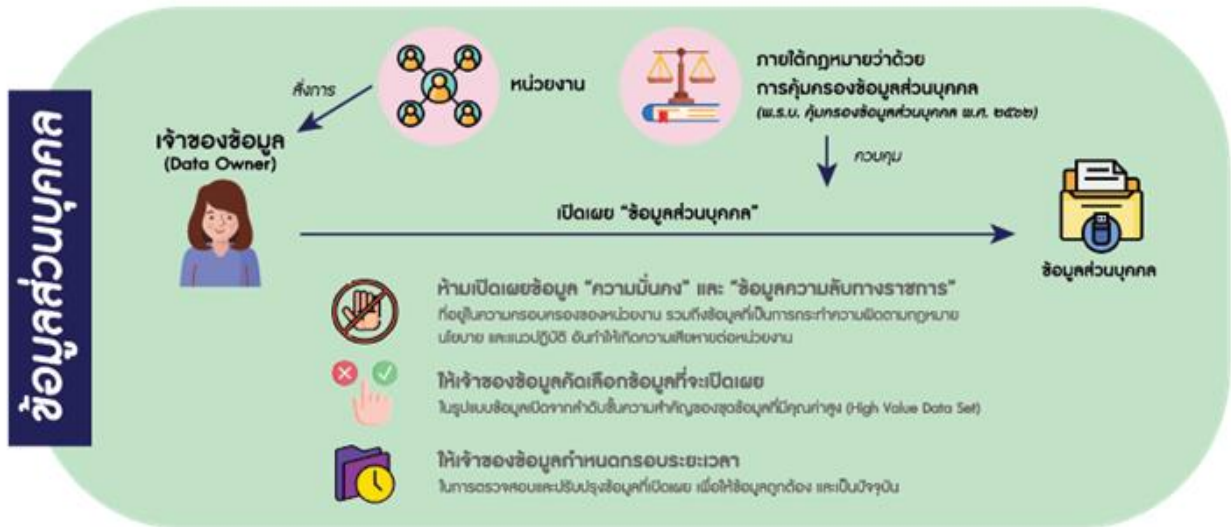 ข้อมูลส่วนบุคคล
สั่งการ
หน่วยงาน
ภายใต้กฎหมายว่าด้วย
การคุ้มครองข้อมูลส่วนบุคคล
(พ.ร.บ. คุ้มครองข้อมูลส่วนบุคคล พ.ศ. ๒๕๖๒)
เจ้าของข้อมูล
(Data Owner)
ควบคุม
เปิดเผย “ข้อมูลส่วนบุคคล”
ข้อมูลส่วนบุคคล
ห้ามเปิดเผยข้อมูล “ความมั่นคง” และ “ข้อมูลความลับทางราชการ”
ที่อยู่ในความครอบครองของหน่วยงาน รวมถึงข้อมูลที่เป็นการกระทำความผิดตามกฎหมาย
นโยบาย และแนวปฏิบัติ อันทำให้เกิดความเสียหายต่อหน่วยงาน
ให้เจ้าของข้อมูลคัดเลือกข้อมูลที่จะเปิดเผย
ในรูปแบบข้อมูลเปิดจากลำดับชั้นความสำคัญของชุดข้อมูลที่มีคุณค่าสูง (High Value Data Set)
ให้เจ้าของข้อมูลกำหนดกรอบระยะเวลา
ในการตรวจสอบและปรับปรุงข้อมูลที่เปิดเผย เพื่อให้ข้อมูลถูกต้อง และเป็นปัจจุบัน